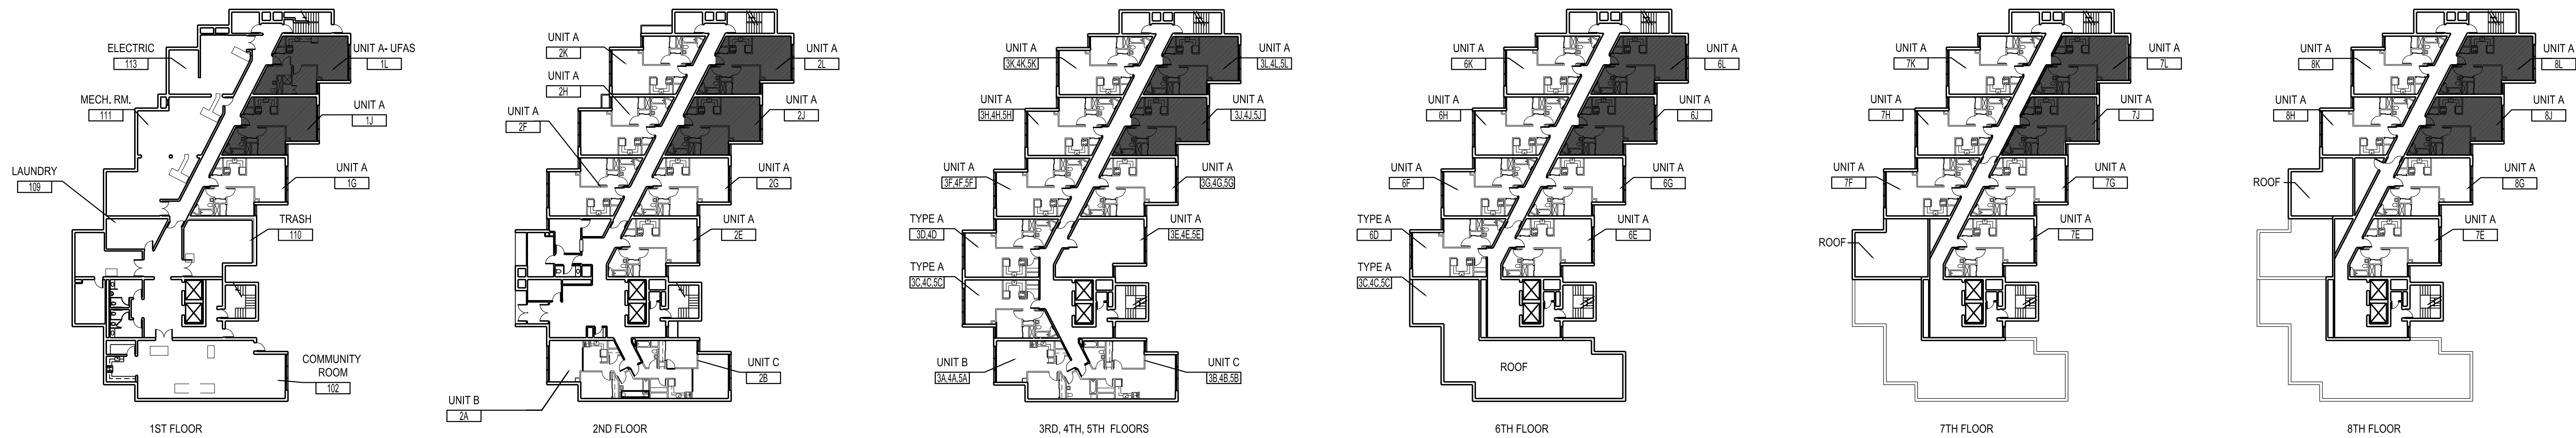 ELECTRIC
113
UNIT A- UFAS
1L
MECH. RM.
111
UNIT A
1J
LAUNDRY
109
UNIT A
1G
TRASH
110
COMMUNITY
ROOM
102
1ST FLOOR
UNIT A
2K
UNIT A
2L
UNIT A
2H
UNIT A
2J
UNIT A
2F
UNIT A
2G
UNIT A
2E
UNIT C
2B
UNIT B
2A
2ND FLOOR
UNIT A
3K,4K,5K
UNIT A
3L,4L,5L
UNIT A
3H,4H,5H
UNIT A
3J,4J,5J
UNIT A
3F,4F,5F
UNIT A
3G,4G,5G
TYPE A
3D,4D
UNIT A
3E,4E,5E
TYPE A
3C,4C,5C
UNIT B
3A,4A,5A
UNIT C
3B,4B,5B
3RD, 4TH, 5TH FLOORS
UNIT A
6K
UNIT A
6L
UNIT A
6H
UNIT A
6J
UNIT A
6F
UNIT A
6G
TYPE A
6D
UNIT A
6E
TYPE A
3C,4C,5C
ROOF
6TH FLOOR
UNIT A
7K
UNIT A
7L
UNIT A
7H
UNIT A
7J
UNIT A
7F
UNIT A
7G
UNIT A
7E
ROOF
7TH FLOOR
UNIT A
8K
UNIT A
8L
UNIT A
8H
UNIT A
8J
ROOF
UNIT A
8G
UNIT A
7E
8TH FLOOR